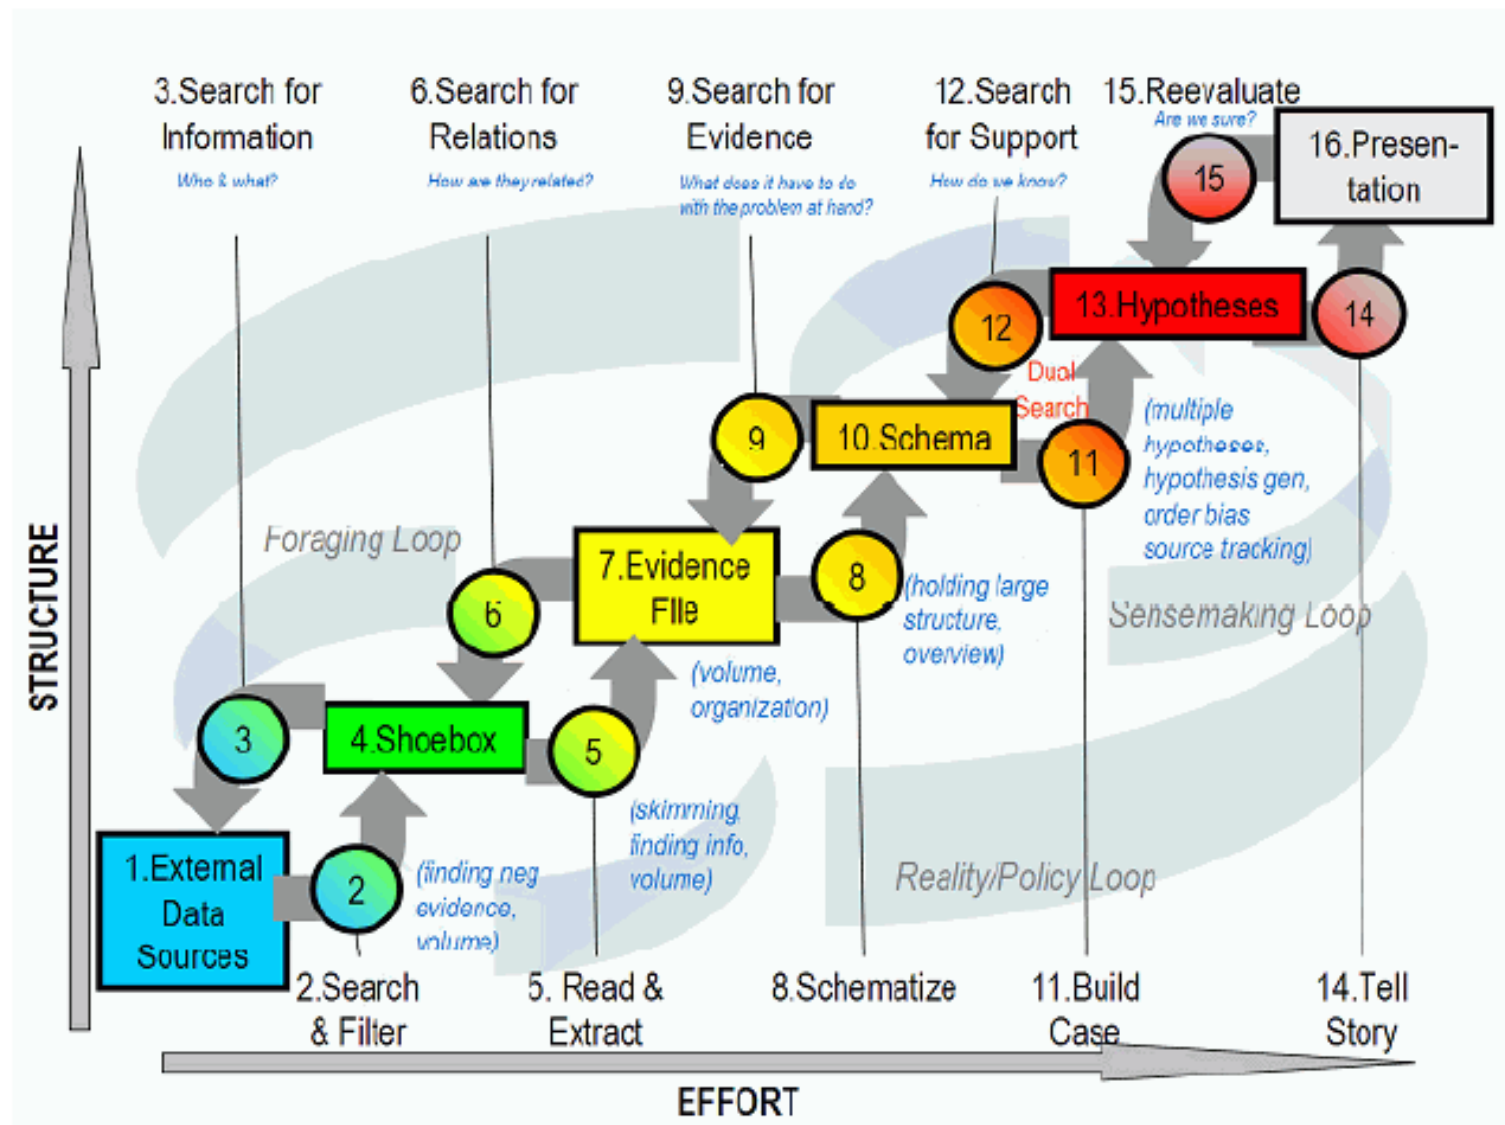 3.Search for
Information
Who & what?
6.Search for
Relations
How are they related?
9.Search for
Evidence
What does it have to do
with the problem at hand?
12.Search
for Support
How do we know?
15.Reevaluate
Are we sure?
16.Presen-
tation
15
14
13.Hypotheses
12
Dual
Search
11
(multiple
hypotheses,
hypothesis gen,
order bias
source tracking)
10.Schema
9
8
(holding large
structure,
overview)
7.Evidence
FIle
6
(volume,
organization)
5
(skimming,
finding info,
volume)
4.Shoebox
3
2
(finding neg
evidence,
volume)
1.External
Data
Sources
Foraging Loop
Sensemaking Loop
Reality/Policy Loop
2.Search
& Filter
5. Read &
Extract
8.Schematize
11.Build
Case
14.Tell
Story
STRUCTURE
EFFORT